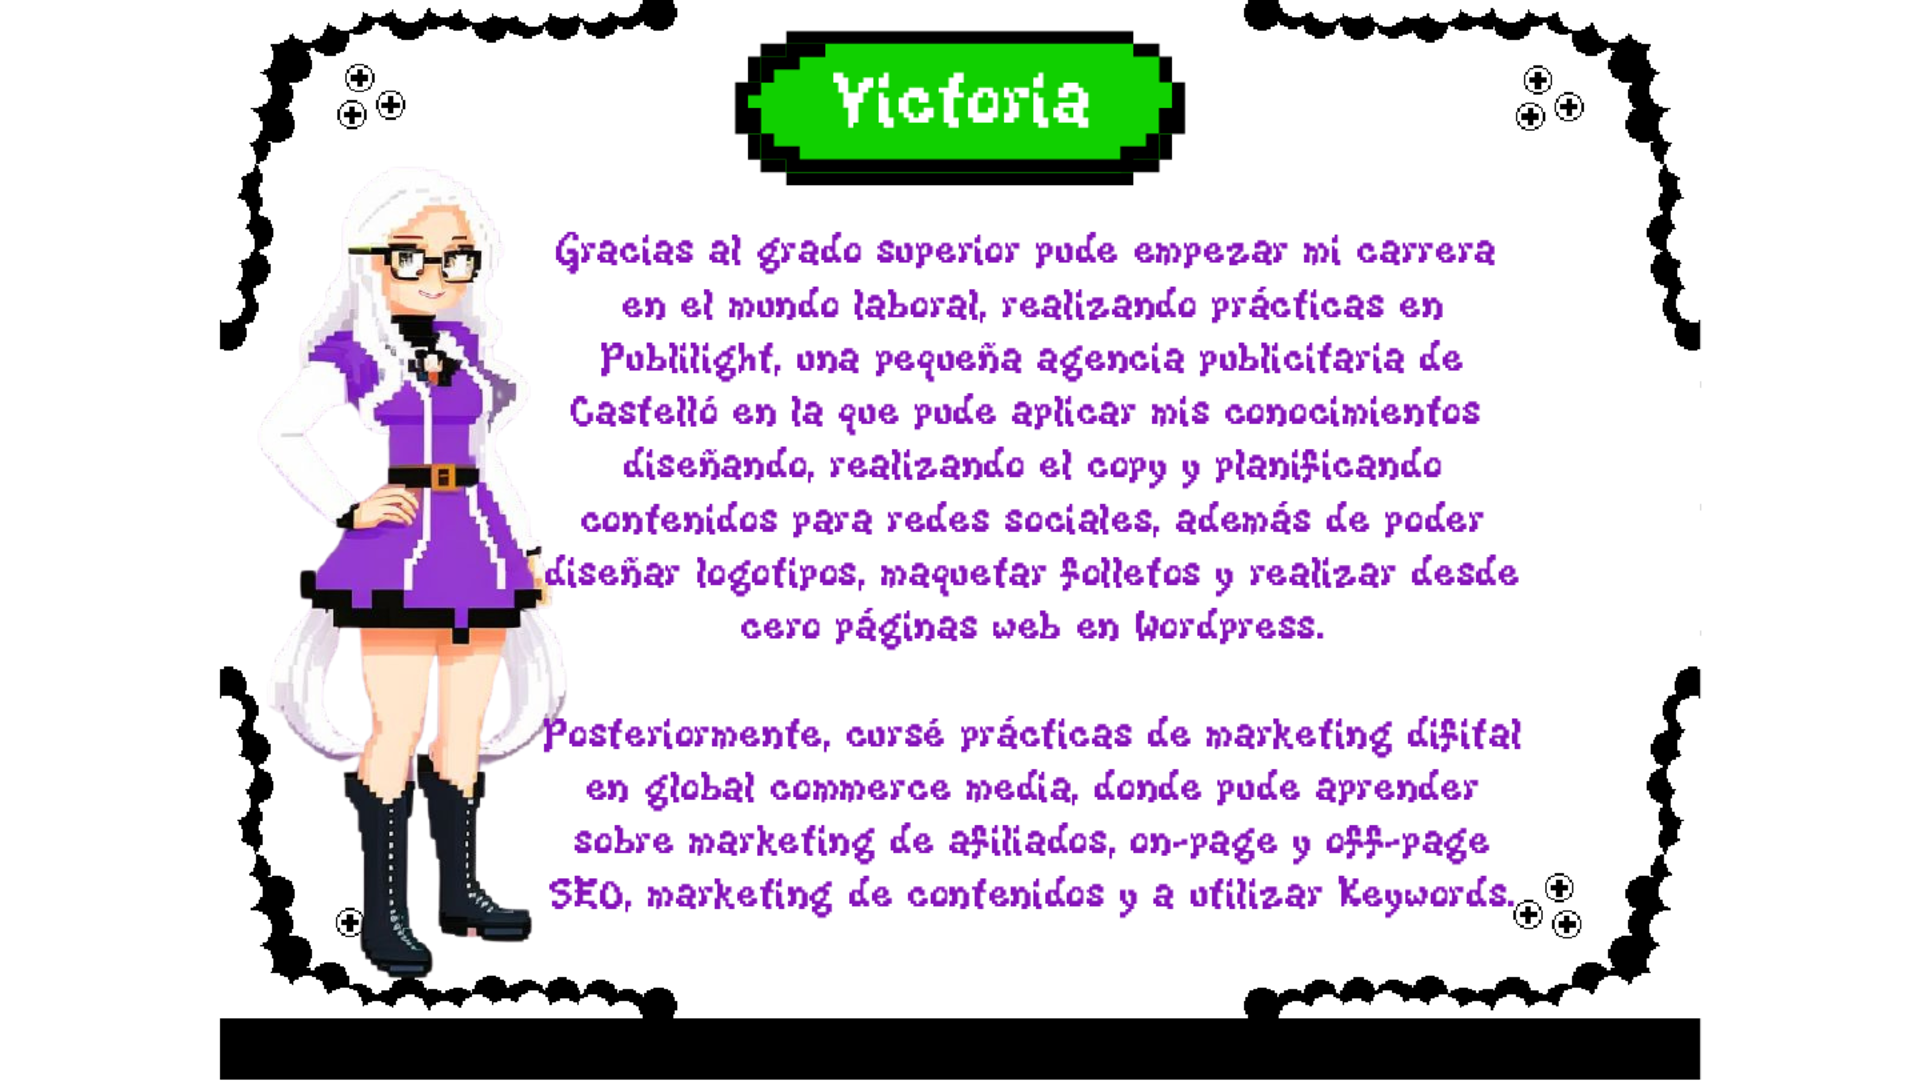 Victoria
Gracias al grado superior pude empezar mi carrera
en el mundo laboral, realizando prácticas en
Publilight, una pequeña agencia publicitaria de
Castelló en la que pude aplicar mis conocimientos
diseñando, realizando el copy y planificando
contenidos para redes sociales, además de poder
diseñar logotipos, maquetar folletos y realizar desde
cero páginas web en Wordpress.
Posteriormente, cursé prácticas de marketing difital
en global commerce media, donde pude aprender
sobre marketing de afiliados, on-page y off-page
SEO, marketing de contenidos y a utilizar Keywords.